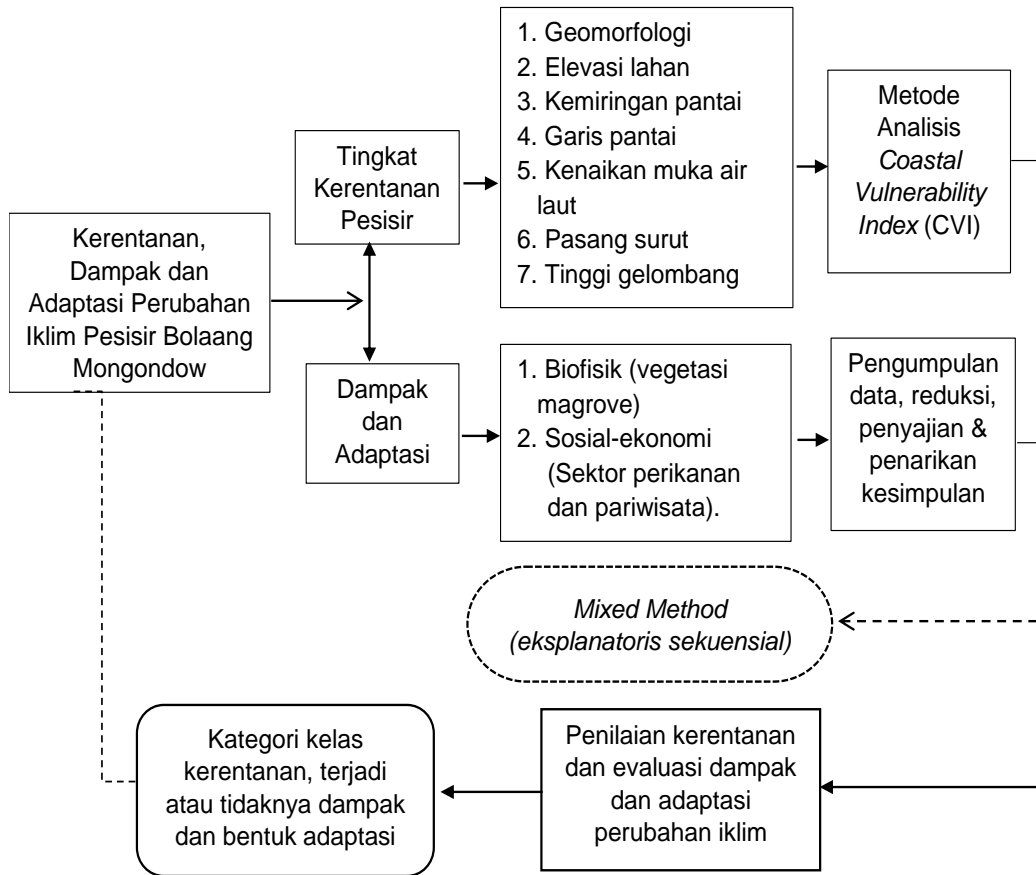 Kerentanan,
Dampak dan
Adaptasi Perubahan
Iklim Pesisir Bolaang
Mongondow
Tingkat
Kerentanan
Pesisir
1. Geomorfologi
2. Elevasi lahan
3. Kemiringan pantai
4. Garis pantai
5. Kenaikan muka air
laut
6. Pasang surut
7. Tinggi gelombang
Metode
Analisis
Coastal
Vulnerability
Index (CVI)
Dampak
dan
Adaptasi
1. Biofisik (vegetasi
magrove)
2. Sosial-ekonomi
(Sektor perikanan
dan pariwisata).
Pengumpulan
data, reduksi,
penyajian &
penarikan
kesimpulan
Mixed Method
(eksplanatoris sekuensial)
Kategori kelas
kerentanan, terjadi
atau tidaknya dampak
dan bentuk adaptasi
Penilaian kerentanan
dan evaluasi dampak
dan adaptasi
perubahan iklim